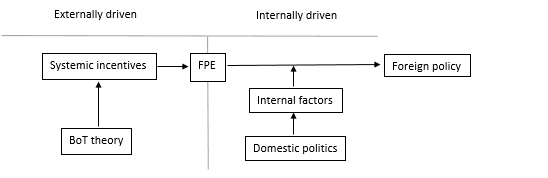 Externally driven
Internally driven
Systemic incentives
FPE
Foreign policy
Internal factors
BoT theory
Domestic politics